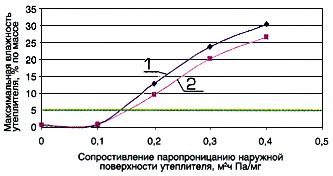 Максимальная влажность
утеплителя, % по массе
35
30
25
20
15
10
5
0
1
2
0 0,1 0,2 0,3 0,4 0,5
Сопротивление паропроницанию наружной
поверхности утеплителя, м²ч Па/мг